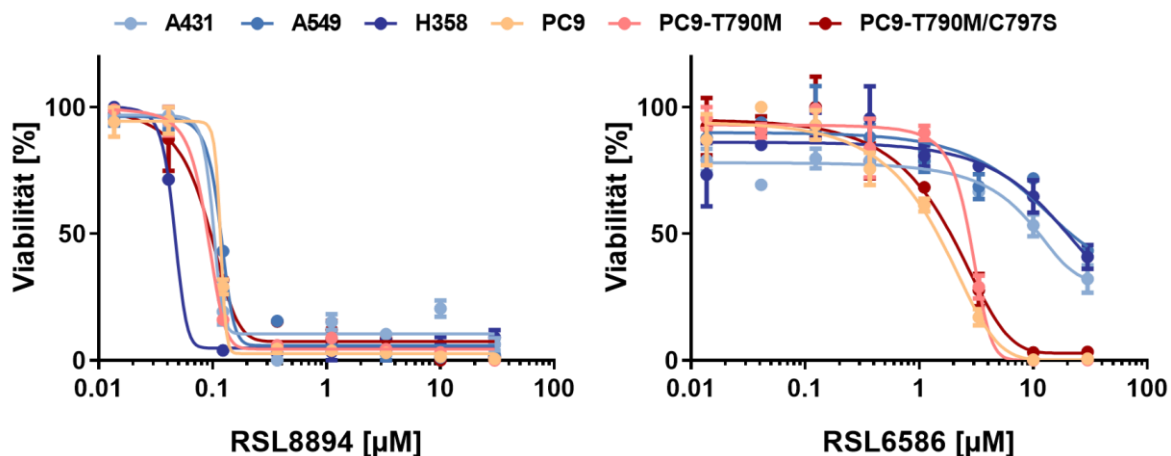 A431 A549 H358 PC9 PC9-T790M PC9-T790M/C797S
Viabilität [%]
100
50
0
0.01 0.1 1 10 100
RSL8894 [µM]
Viabilität [%]
100
50
0
0.01 0.1 1 10 100
RSL6586 [µM]